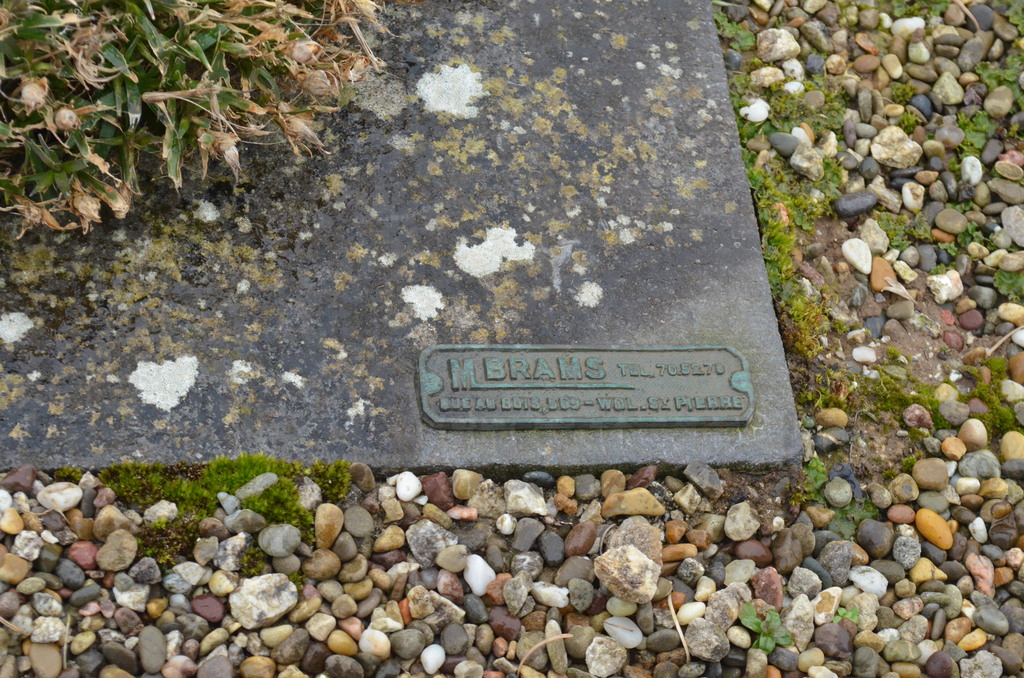 M BRAMS TEL. 70.52.70
RUE AU BOIS, 369 - WOL. ST PIERRE